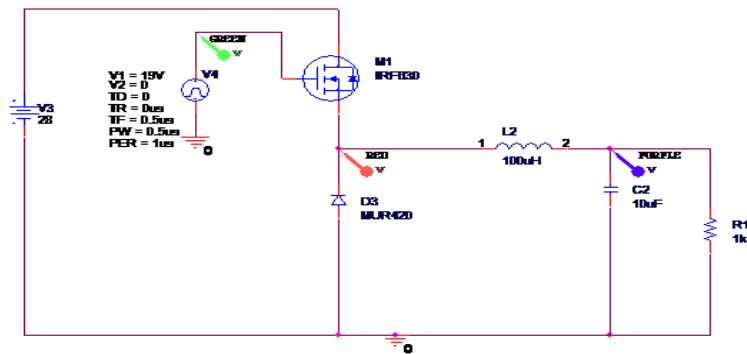 GREEN
V
M1
IRF830
V1 = 19V
V2 = 0
TD = 0
TR = 0us
TF = 0.5us
PW = 0.5us
PER = 1us
V4
0
V3
28
RED
V
1
L2
2
100uH
PURPLE
V
D3
MUR420
C2
10uF
R1
1k
0